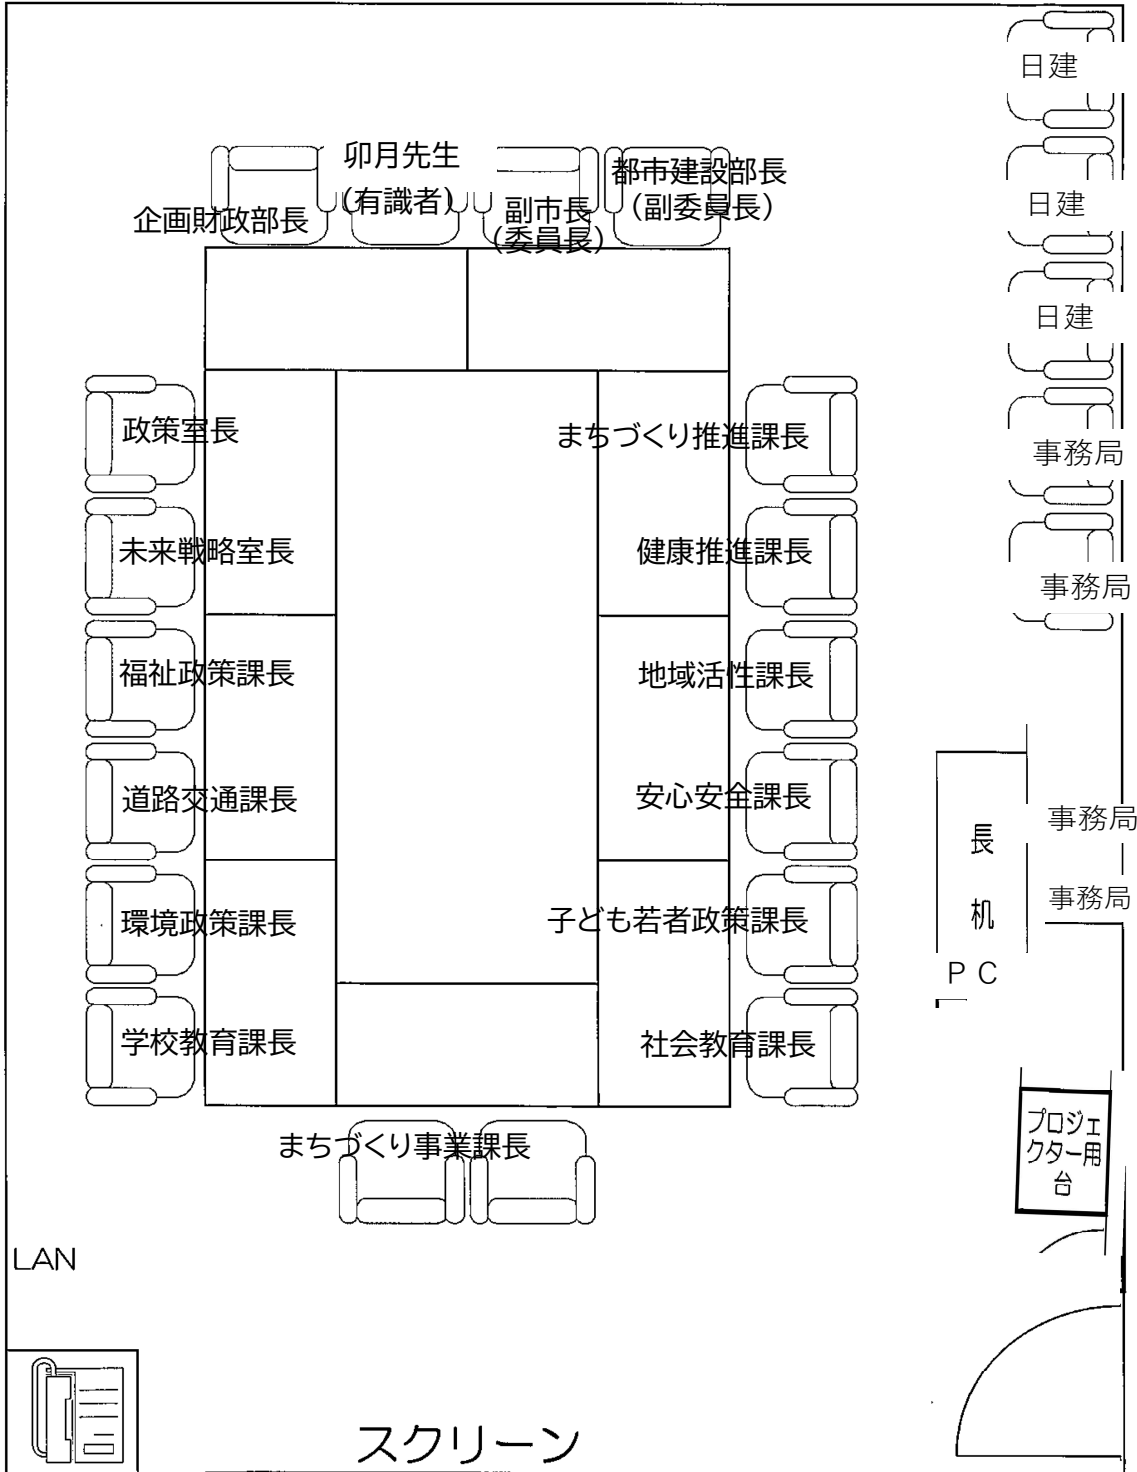 日建
卯月先生
(有識者)
都市建設部長
(副委員長)
企画財政部長
副市長
(委員長)
日建
日建
政策室長
まちづくり推進課長
事務局
未来戦略室長
健康推進課長
事務局
福祉政策課長
地域活性課長
道路交通課長
安心安全課長
事務局
長机
事務局
環境政策課長
子ども若者政策課長
PC
学校教育課長
社会教育課長
プロジェ
クター用
台
まちづくり事業課長
LAN
スクリーン